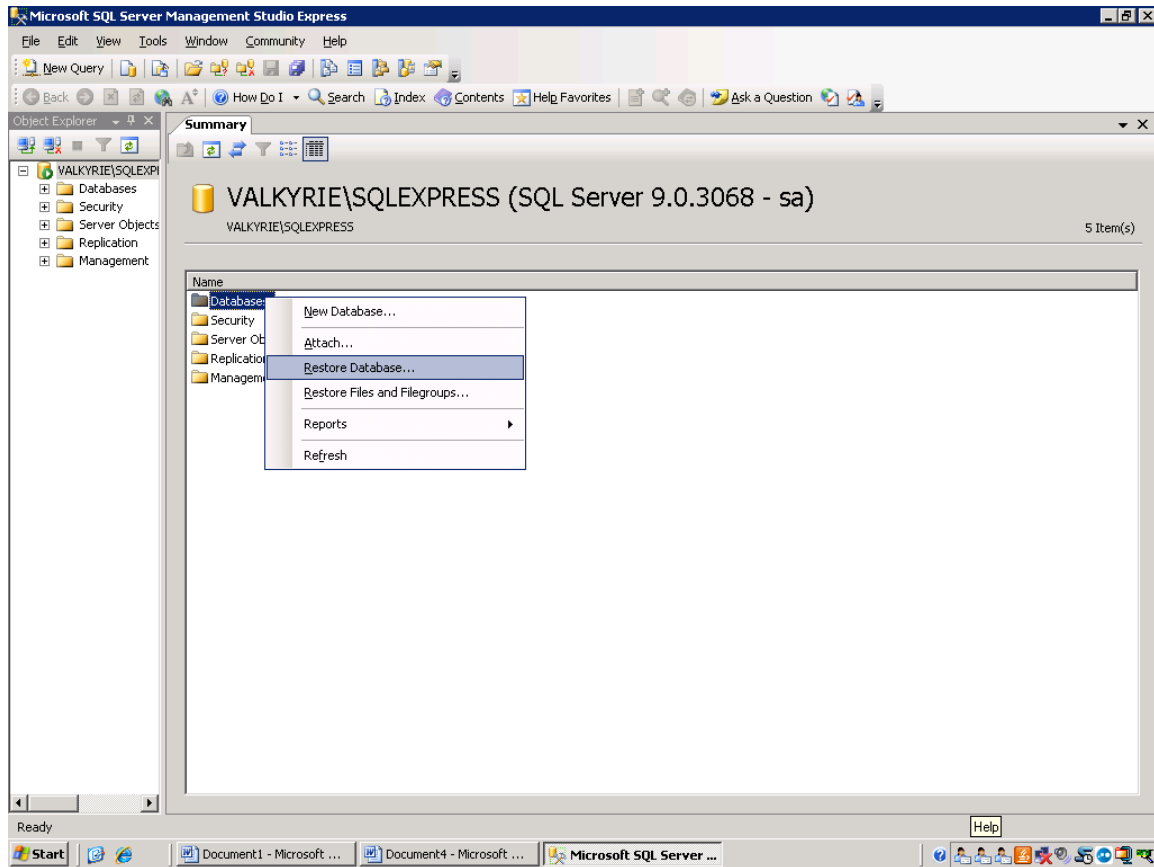 Microsoft SQL Server Management Studio Express
File Edit View Tools Window Community Help
New Query
Back How Do I Search Index Contents Help Favorites Ask a Question
Object Explorer
Summary
VALKYRIE\SQLEXPR
Databases
Security
Server Objects
Replication
Management
VALKYRIE\SQLEXPRESS (SQL Server 9.0.3068 - sa)
VALKYRIE\SQLEXPRESS
5 Item(s)
Name
Databases
Security
Server Ob
Replication
Managem
New Database...
Attach...
Restore Database...
Restore Files and Filegroups...
Reports
Refresh
Ready
Help
Start
Document1 - Microsoft ...
Document4 - Microsoft ...
Microsoft SQL Server ...